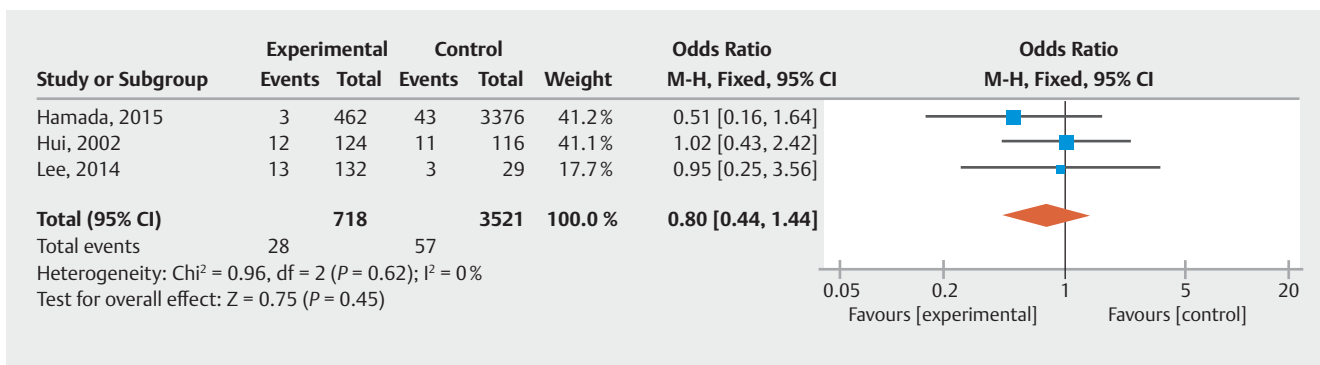 Experimental Control Odds Ratio Odds Ratio
Study or Subgroup Events Total Events Total Weight M-H, Fixed, 95% CI M-H, Fixed, 95% CI
Hamada, 2015 3 462 43 3376 41.2% 0.51 [0.16, 1.64]
Hui, 2002 12 124 11 116 41.1% 1.02 [0.43, 2.42]
Lee, 2014 13 132 3 29 17.7% 0.95 [0.25, 3.56]
Total (95% CI) 718 3521 100.0 % 0.80 [0.44, 1.44]
Total events 28 57
Heterogeneity: Chi² = 0.96, df = 2 (P = 0.62); I² = 0%
Test for overall effect: Z = 0.75 (P = 0.45)
0.05 0.2 1 5 20
Favours [experimental] Favours [control]